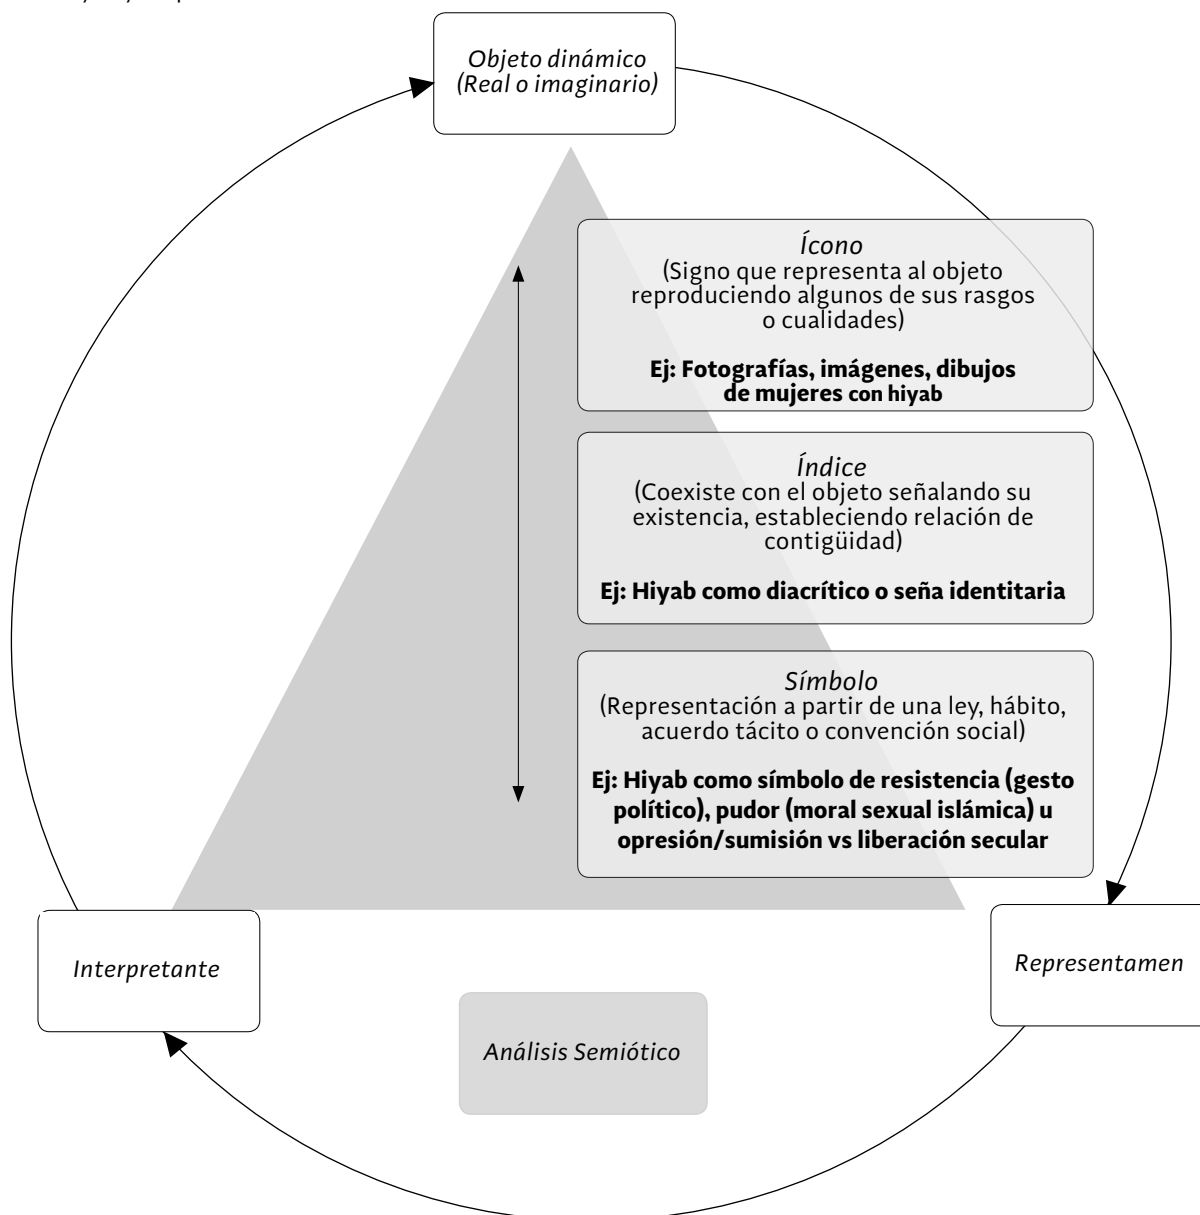 Objeto dinámico
(Real o imaginario)
Ícono
(Signo que representa al objeto
reproduciendo algunos de sus rasgos
o cualidades)
Ej: Fotografías, imágenes, dibujos
de mujeres con hiyab
Índice
(Coexiste con el objeto señalando su
existencia, estableciendo relación de
contigüidad)
Ej: Hiyab como diacrítico o seña identitaria
Símbolo
(Representación a partir de una ley, hábito,
acuerdo tácito o convención social)
Ej: Hiyab como símbolo de resistencia (gesto
político), pudor (moral sexual islámica) u
opresión/sumisión vs liberación secular
Interpretante
Representamen
Análisis Semiótico